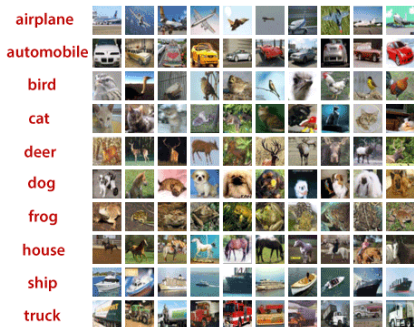 airplane
automobile
bird
cat
deer
dog
frog
house
ship
truck